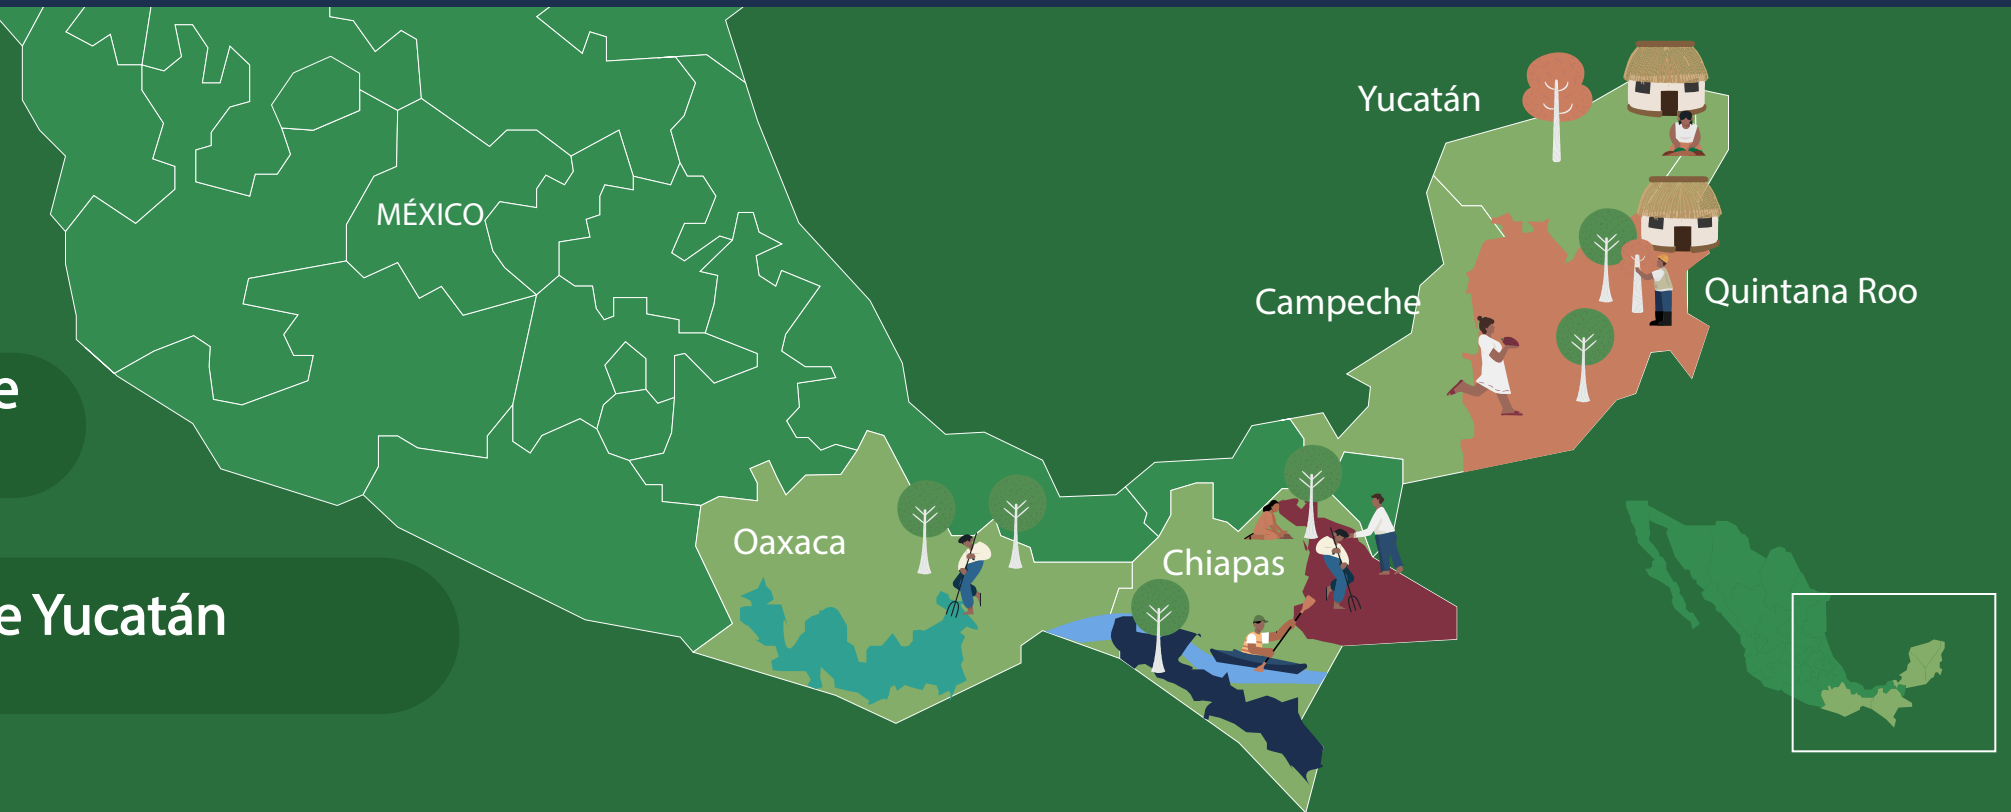 Yucatán
MÉXICO
Campeche
Quintana Roo
e
Oaxaca
Chiapas
e Yucatán